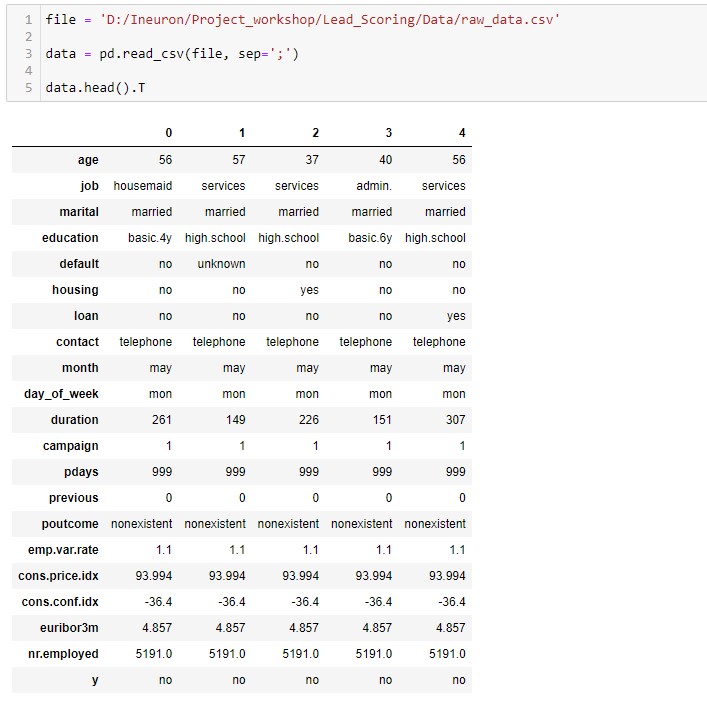 1 file = 'D:/Ineuron/Project_workshop/Lead_Scoring/Data/raw_data.csv'
2
3 data = pd.read_csv(file, sep=';')
4
5 data.head().T
0 1 2 3 4
age 56 57 37 40 56
job housemaid services services admin. services
marital married married married married married
education basic.4y high.school high.school basic.6y high.school
default no unknown no no no
housing no no yes no no
loan no no no no yes
contact telephone telephone telephone telephone telephone
month may may may may may
day_of_week mon mon mon mon mon
duration 261 149 226 151 307
campaign 1 1 1 1 1
pdays 999 999 999 999 999
previous 0 0 0 0 0
poutcome nonexistent nonexistent nonexistent nonexistent nonexistent
emp.var.rate 1.1 1.1 1.1 1.1 1.1
cons.price.idx 93.994 93.994 93.994 93.994 93.994
cons.conf.idx -36.4 -36.4 -36.4 -36.4 -36.4
euribor3m 4.857 4.857 4.857 4.857 4.857
nr.employed 5191.0 5191.0 5191.0 5191.0 5191.0
y no no no no no